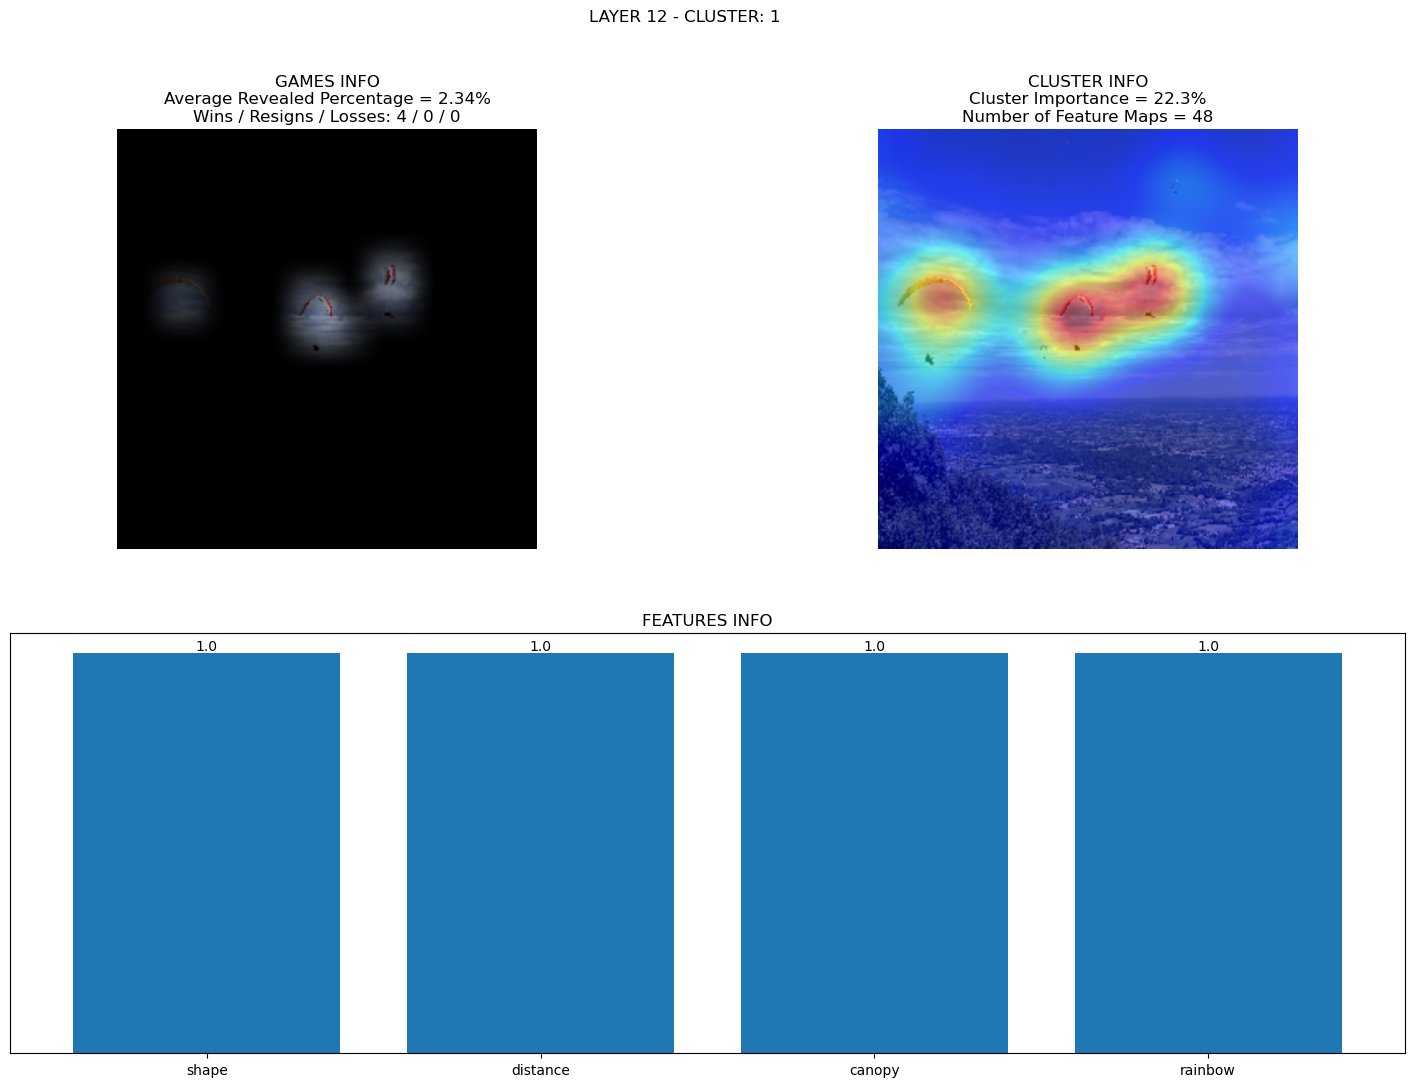 LAYER 12 - CLUSTER: 1
GAMES INFO
Average Revealed Percentage = 2.34%
Wins / Resigns / Losses: 4 / 0 / 0
CLUSTER INFO
Cluster Importance = 22.3%
Number of Feature Maps = 48
FEATURES INFO
1.0 1.0 1.0 1.0
shape distance canopy rainbow